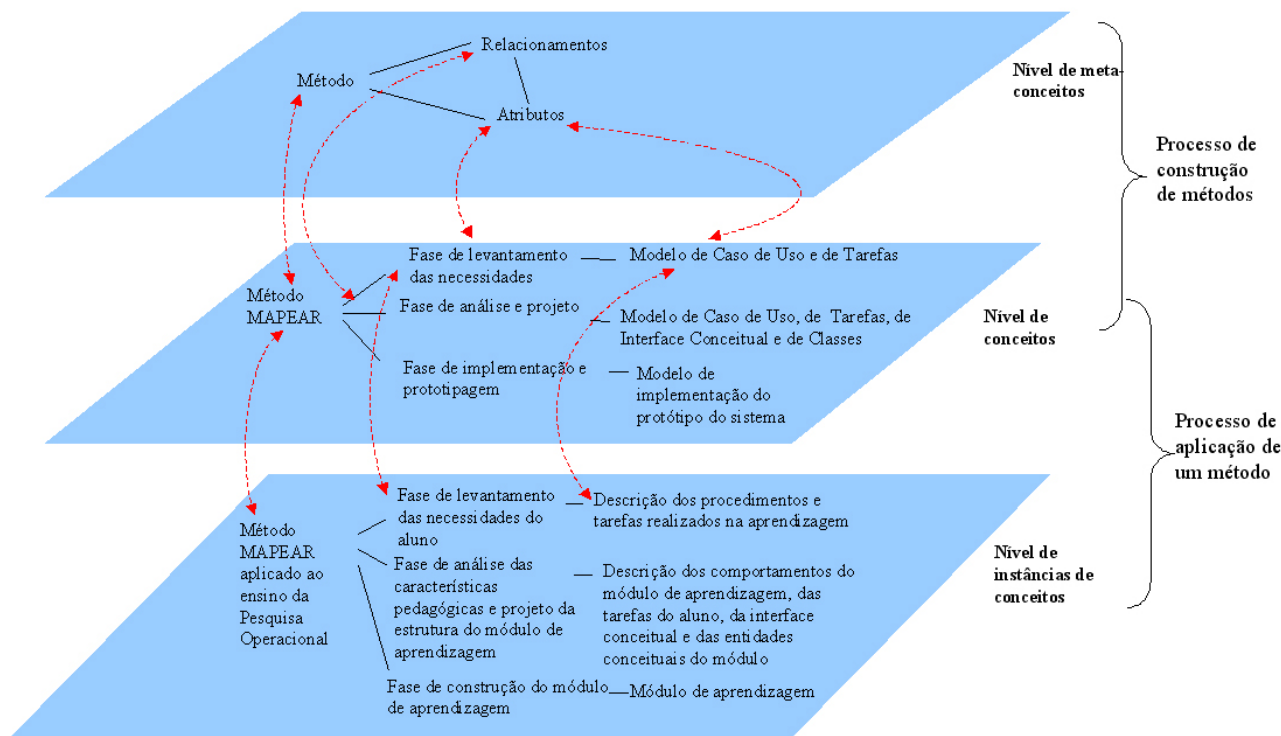 Relacionamentos
Método
Atributos
Nível de meta-
conceitos
Processo de
construção
de métodos
Fase de levantamento
das necessidades
Modelo de Caso de Uso e de Tarefas
Método
MAPEAR
Fase de análise e projeto
Modelo de Caso de Uso, de Tarefas, de
Interface Conceitual e de Classes
Fase de implementação e
prototipagem
Modelo de
implementação do
protótipo do sistema
Nível de
conceitos
Processo de
aplicação de
um método
Fase de levantamento
das necessidades do
aluno
Descrição dos procedimentos e
tarefas realizados na aprendizagem
Método
MAPEAR
aplicado ao
ensino da
Pesquisa
Operacional
Fase de análise das
características
pedagógicas e projeto da
estrutura do módulo de
aprendizagem
Descrição dos comportamentos do
módulo de aprendizagem, das
tarefas do aluno, da interface
conceitual e das entidades
conceituais do módulo
Fase de construção do módulo
de aprendizagem
Módulo de aprendizagem
Nível de
instâncias de
conceitos